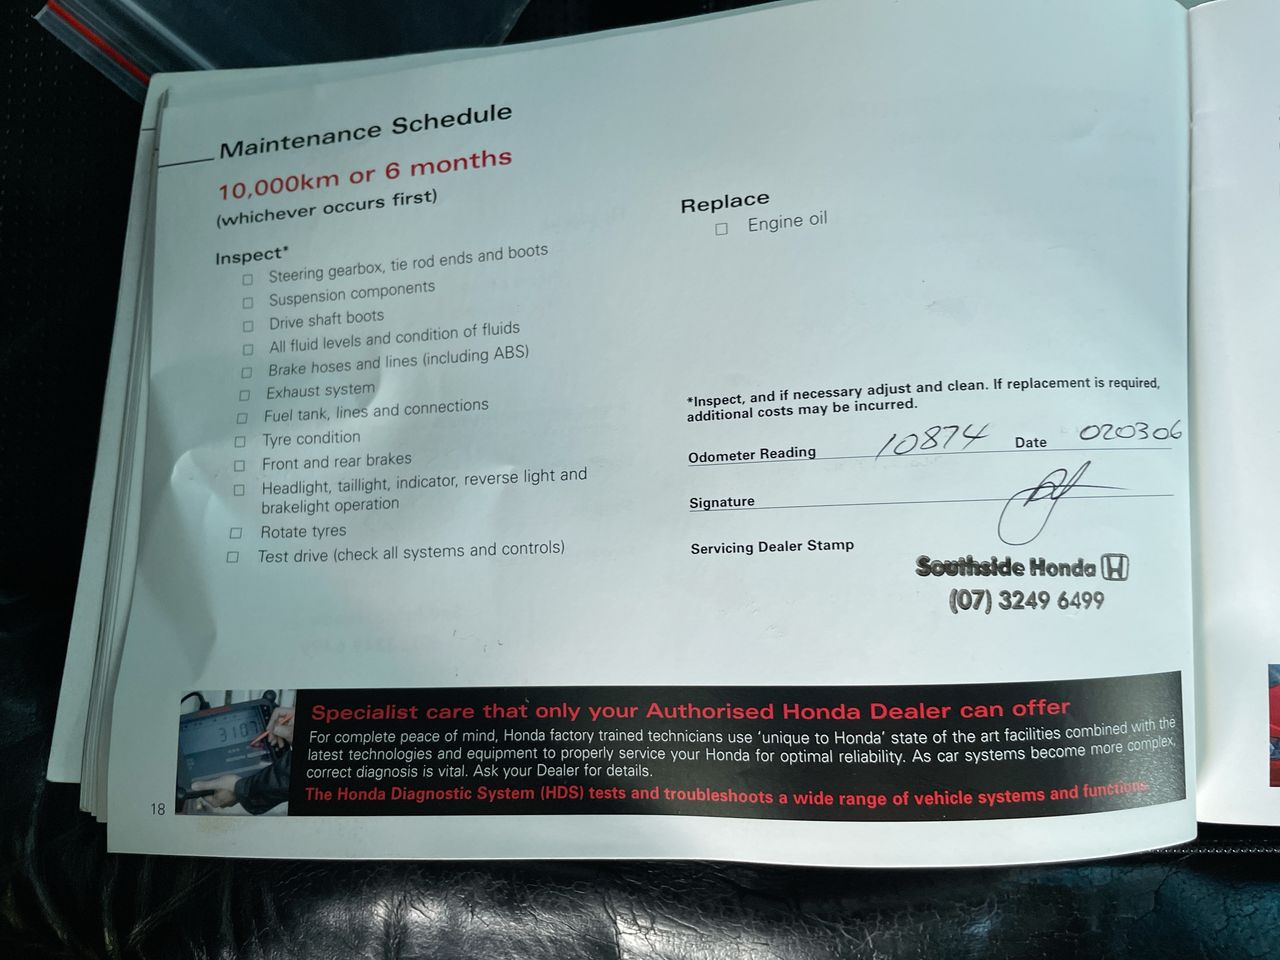 Maintenance Schedule
10,000km or 6 months
(whichever occurs first)
Inspect*
Steering gearbox, tie rod ends and boots
Suspension components
Drive shaft boots
All fluid levels and condition of fluids
Brake hoses and lines (including ABS)
Exhaust system
Fuel tank, lines and connections
Tyre condition
Front and rear brakes
Headlight, taillight, indicator, reverse light and
brakelight operation
Rotate tyres
Test drive (check all systems and controls)
Replace
Engine oil
*Inspect, and if necessary adjust and clean. If replacement is required,
additional costs may be incurred.
Odometer Reading 10874 Date 020306
Signature
Servicing Dealer Stamp
Southside Honda
(07) 3249 6499
Specialist care that only your Authorised Honda Dealer can offer
For complete peace of mind, Honda factory trained technicians use 'unique to Honda' state of the art facilities combined with the
latest technologies and equipment to properly service your Honda for optimal reliability. As car systems become more complex,
correct diagnosis is vital. Ask your Dealer for details.
The Honda Diagnostic System (HDS) tests and troubleshoots a wide range of vehicle systems and functions.
18